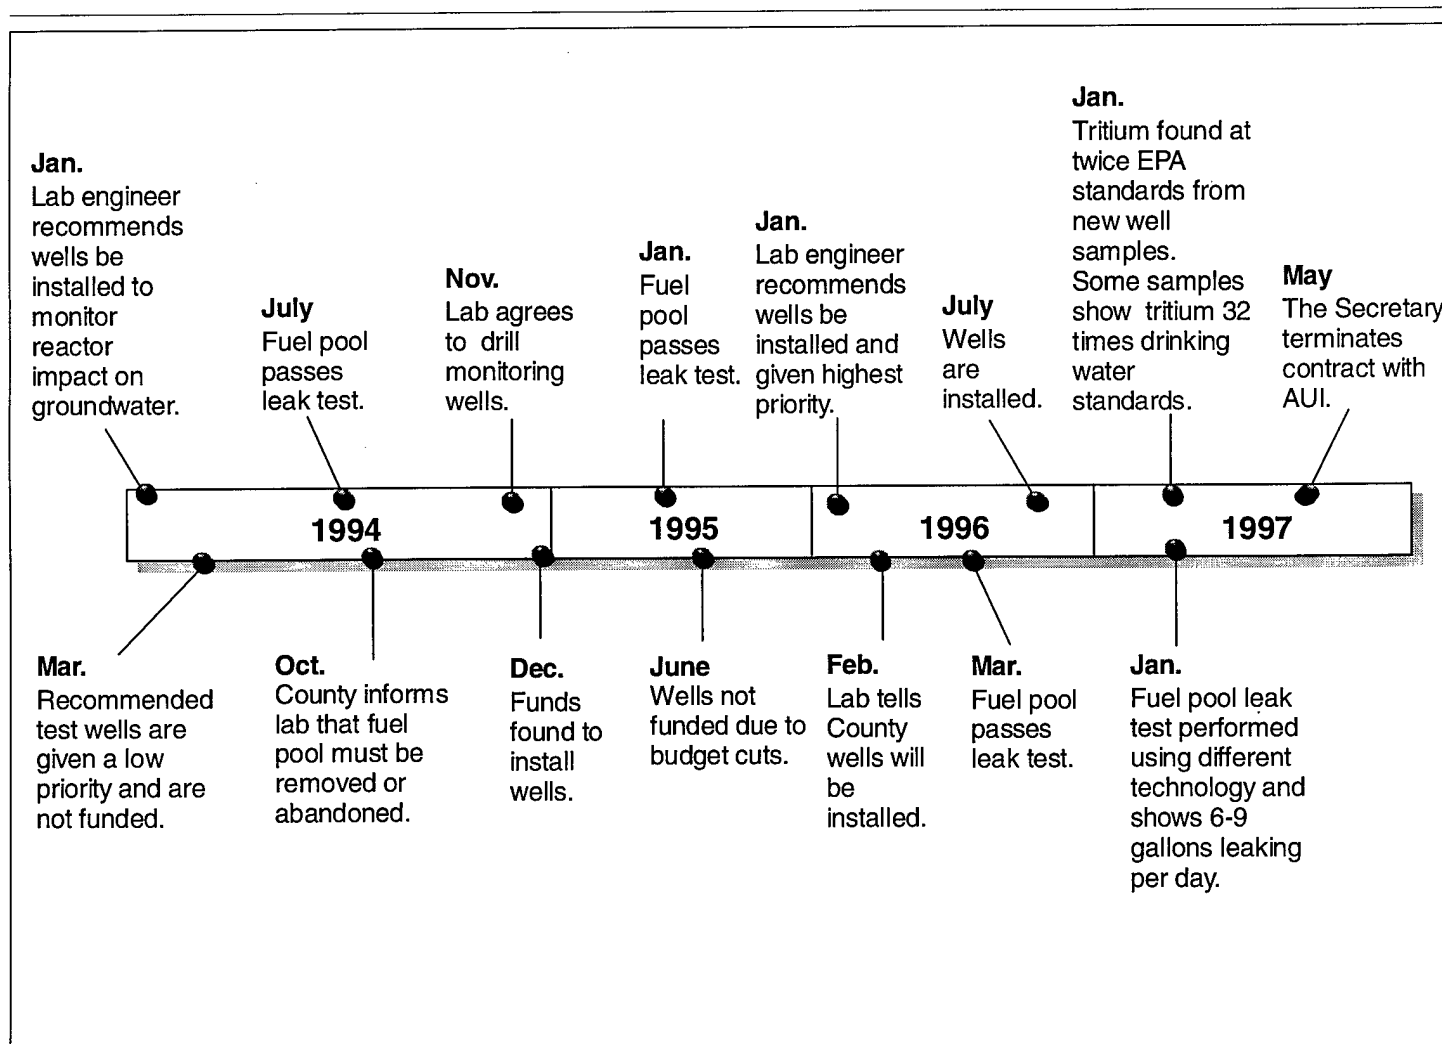 Jan.
Lab engineer
recommends
wells be
installed to
monitor
reactor
impact on
groundwater.
July
Fuel pool
passes
leak test.
Nov.
Lab agrees
to drill
monitoring
wells.
Jan.
Fuel
pool
passes
leak test.
Jan.
Lab engineer
recommends
wells be
installed and
given highest
priority.
July
Wells
are
installed.
Jan.
Tritium found at
twice EPA
standards from
new well
samples.
Some samples
show tritium 32
times drinking
water
standards.
May
The Secretary
terminates
contract with
AUI.
1994
1995
1996
1997
Mar.
Recommended
test wells are
given a low
priority and are
not funded.
Oct.
County informs
lab that fuel
pool must be
removed or
abandoned.
Dec.
Funds
found to
install
wells.
June
Wells not
funded due to
budget cuts.
Feb.
Lab tells
County
wells will
be
installed.
Mar.
Fuel pool
passes
leak test.
Jan.
Fuel pool leak
test performed
using different
technology and
shows 6-9
gallons leaking
per day.